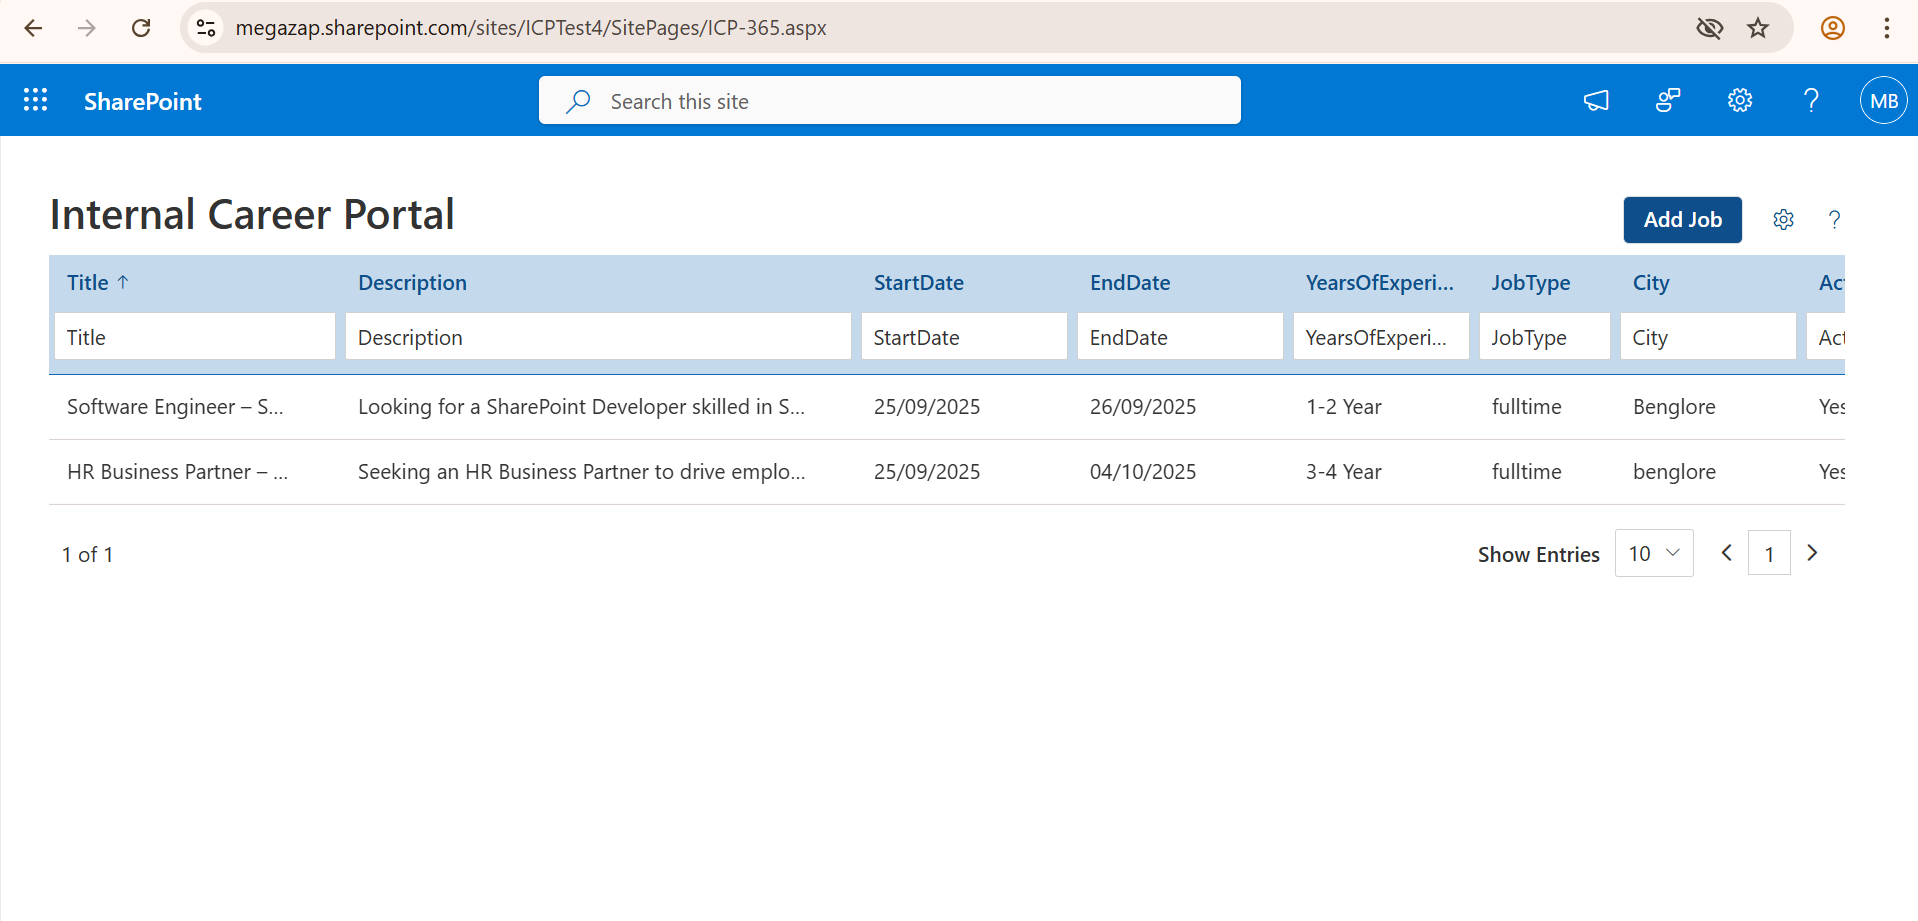 megazap.sharepoint.com/sites/ICPTest4/SitePages/ICP-365.aspx
SharePoint Search this site MB
Internal Career Portal Add Job
Title ↑ Description StartDate EndDate YearsOfExperi... JobType City Act
Title Description StartDate EndDate YearsOfExperi... JobType City Act
Software Engineer – S... Looking for a SharePoint Developer skilled in S... 25/09/2025 26/09/2025 1-2 Year fulltime Benglore Yes
HR Business Partner – ... Seeking an HR Business Partner to drive emplo... 25/09/2025 04/10/2025 3-4 Year fulltime benglore Yes
1 of 1 Show Entries 10 1